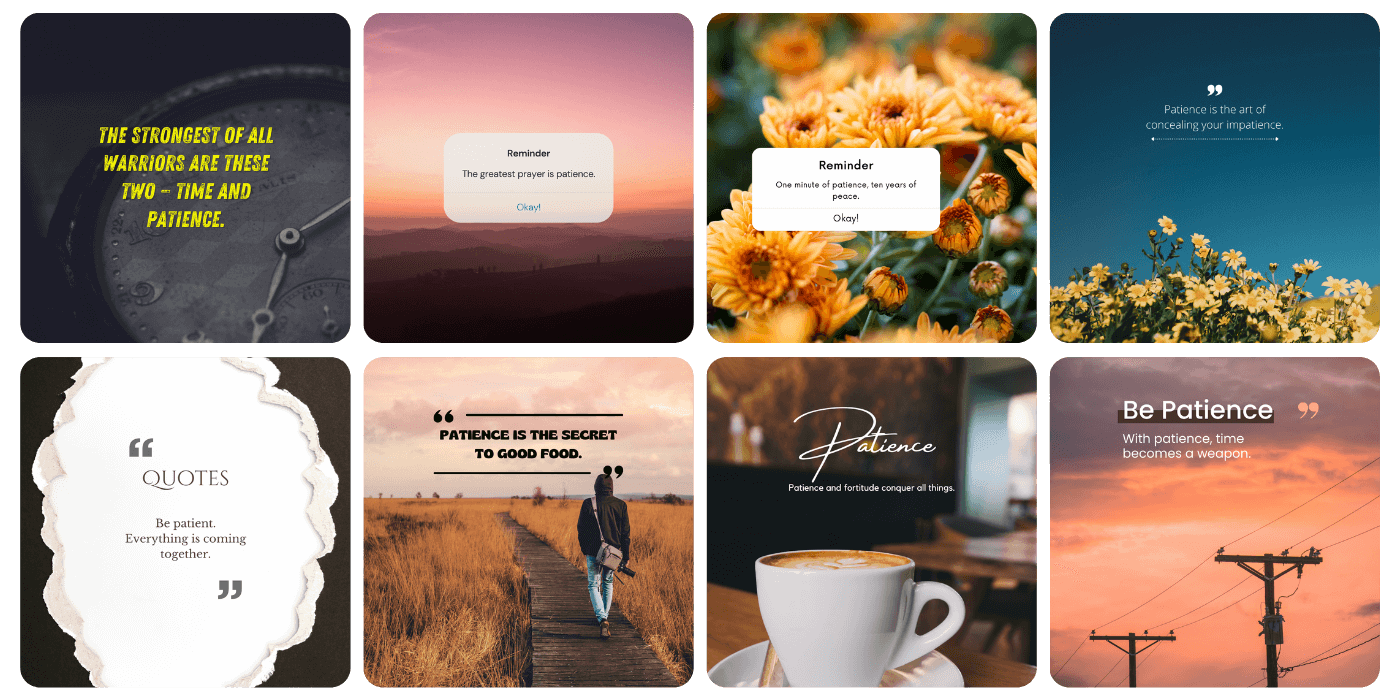 THE STRONGEST OF ALL
WARRIORS ARE THESE
TWO – TIME AND
PATIENCE.
Reminder
The greatest prayer is patience.
Okay!
Reminder
One minute of patience, ten years of
peace.
Okay!
”
Patience is the art of
concealing your impatience.
“
QUOTES
Be patient.
Everything is coming
together.
”
“
PATIENCE IS THE SECRET
TO GOOD FOOD.
”
Patience
Patience and fortitude conquer all things.
Be Patience ”
With patience, time
becomes a weapon.